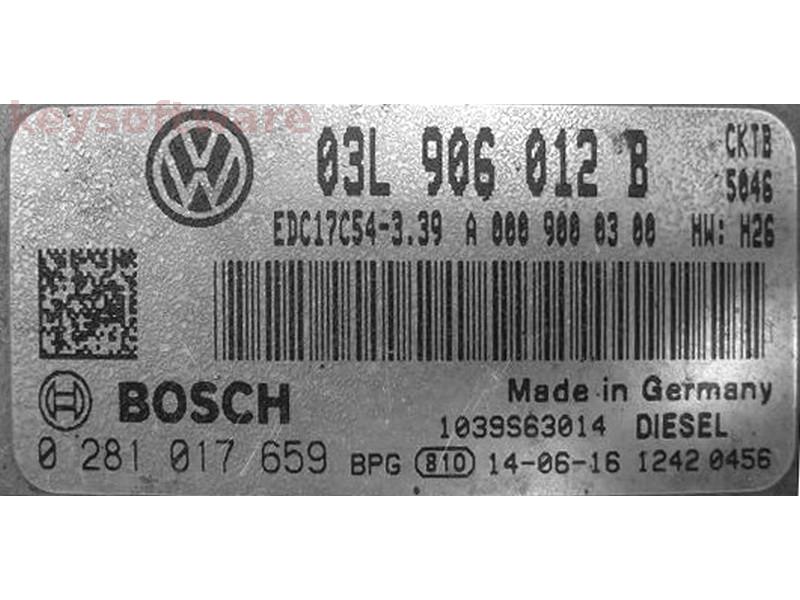 keysoftware
03L 906 012 B
CKTB
5046
EDC17C54-3.39 A 000 900 03 00 HW: H26
BOSCH
Made in Germany
1039S63014 DIESEL
0 281 017 659 BPG 810 14-06-16 1242 0456